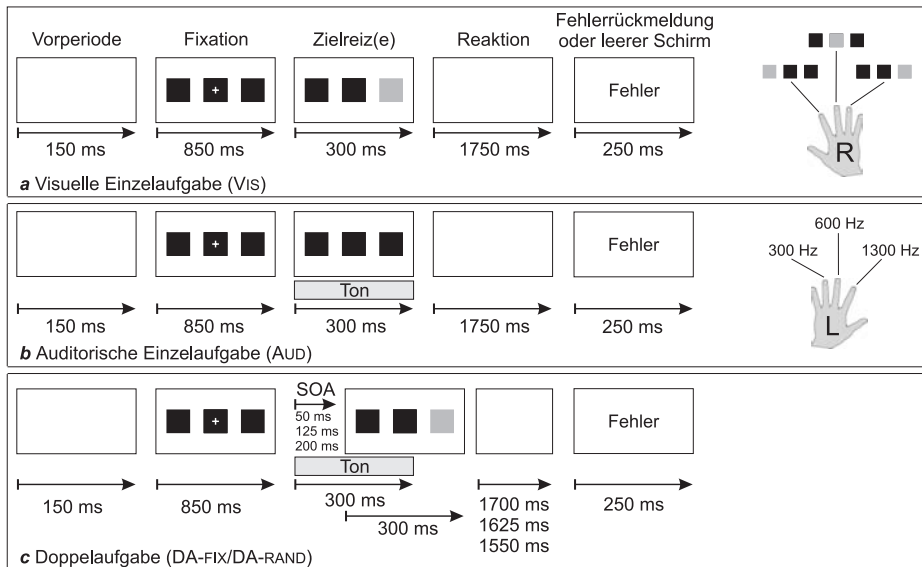 Vorperiode
Fixation
Zielreiz(e)
Reaktion
Fehlerrückmeldung
oder leerer Schirm
+
Fehler
150 ms
850 ms
300 ms
1750 ms
250 ms
R
a Visuelle Einzelaufgabe (VIS)
+
Fehler
Ton
150 ms
850 ms
300 ms
1750 ms
250 ms
300 Hz
600 Hz
1300 Hz
L
b Auditorische Einzelaufgabe (AUD)
+
SOA
50 ms
125 ms
200 ms
Fehler
Ton
150 ms
850 ms
300 ms
300 ms
1700 ms
1625 ms
1550 ms
250 ms
c Doppelaufgabe (DA-FIX/DA-RAND)